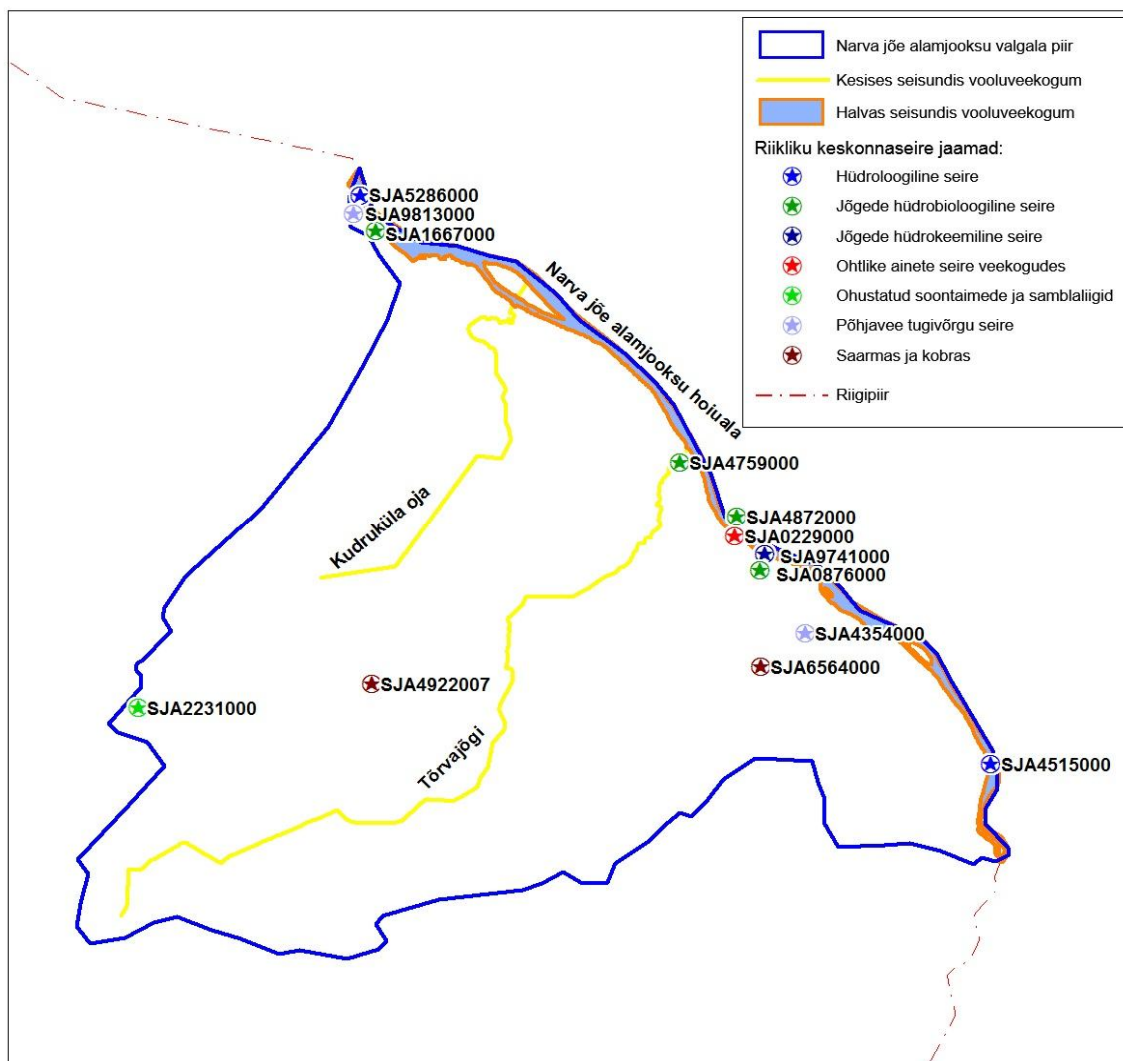 Narva jõe alamjooksu valgala piir
Kesises seisundis vooluveekogum
Halvas seisundis vooluveekogum
Riikliku keskonnaseire jaamad:
Hüdroloogiline seire
Jõgede hüdrobioloogiline seire
Jõgede hüdrokeemiline seire
Ohtlike ainete seire veekogudes
Ohustatud soontaimede ja samblaliigid
Põhjavee tugivõrgu seire
Saarmas ja kobras
Riigipiir
SJA5286000
SJA9813000
SJA1667000
Narva jõe alamjooksu hoiuala
SJA4759000
Kudruküla oja
SJA4872000
SJA0229000
SJA9741000
SJA0876000
SJA4354000
SJA6564000
SJA4922007
SJA2231000
Tõrvajõgi
SJA4515000